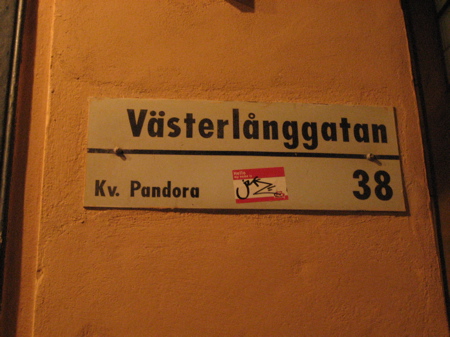 Västerlånggatan
Kv. Pandora
38